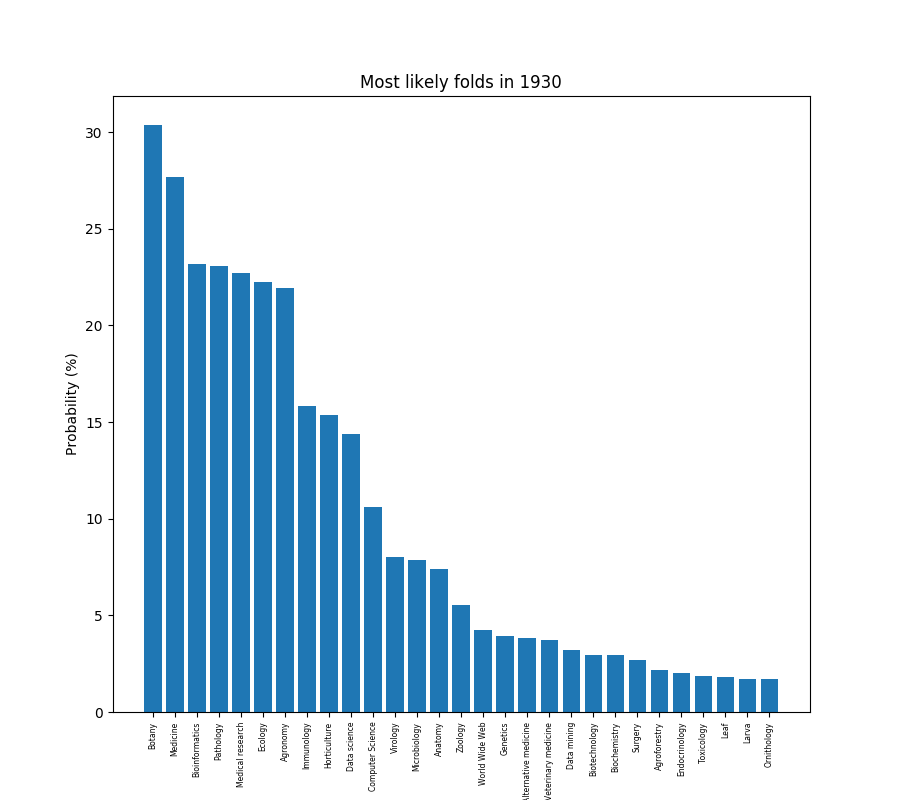 Most likely folds in 1930
Probability (%)
30
25
20
15
10
5
0
Botany
Medicine
Bioinformatics
Pathology
Medical research
Ecology
Agronomy
Immunology
Horticulture
Data science
Computer Science
Virology
Microbiology
Anatomy
Zoology
World Wide Web
Genetics
Alternative medicine
Veterinary medicine
Data mining
Biotechnology
Biochemistry
Surgery
Agroforestry
Endocrinology
Toxicology
Leaf
Larva
Ornithology